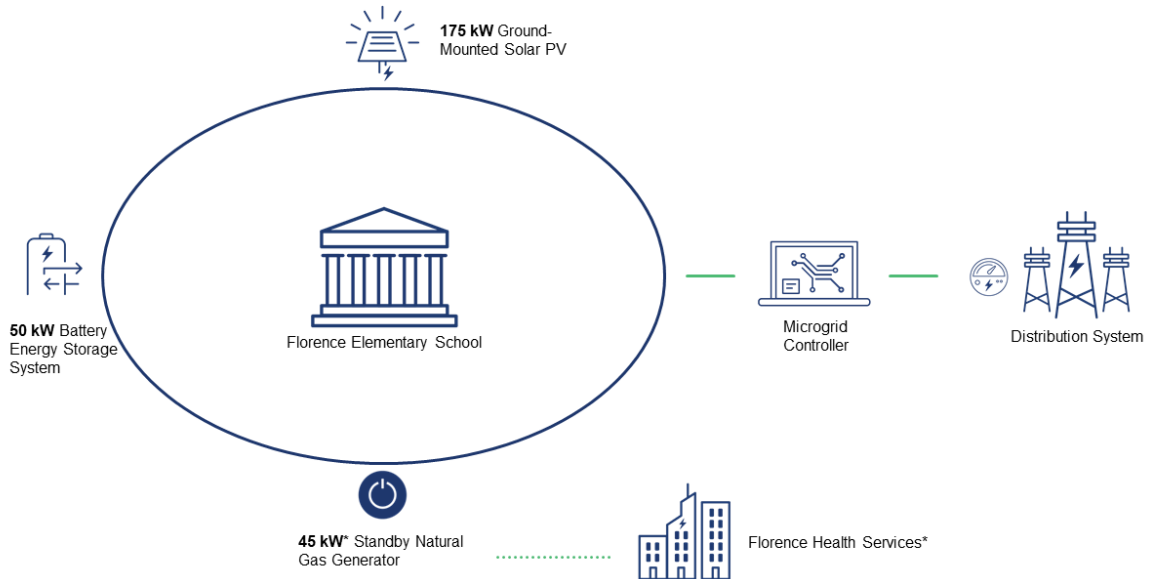 175 kW Ground-
Mounted Solar PV
50 kW Battery
Energy Storage
System
Florence Elementary School
Microgrid
Controller
Distribution System
45 kW* Standby Natural
Gas Generator
Florence Health Services*